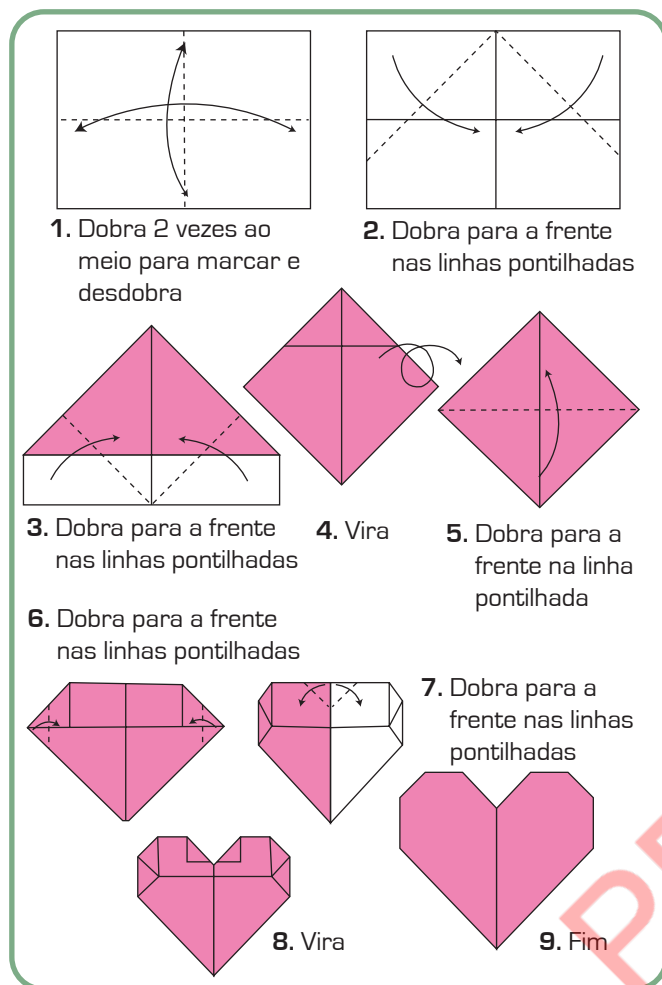 1. Dobra 2 vezes ao
meio para marcar e
desdobra
2. Dobra para a frente
nas linhas pontilhadas
3. Dobra para a frente
nas linhas pontilhadas
4. Vira
5. Dobra para a
frente na linha
pontilhada
6. Dobra para a frente
nas linhas pontilhadas
7. Dobra para a
frente nas linhas
pontilhadas
8. Vira
9. Fim